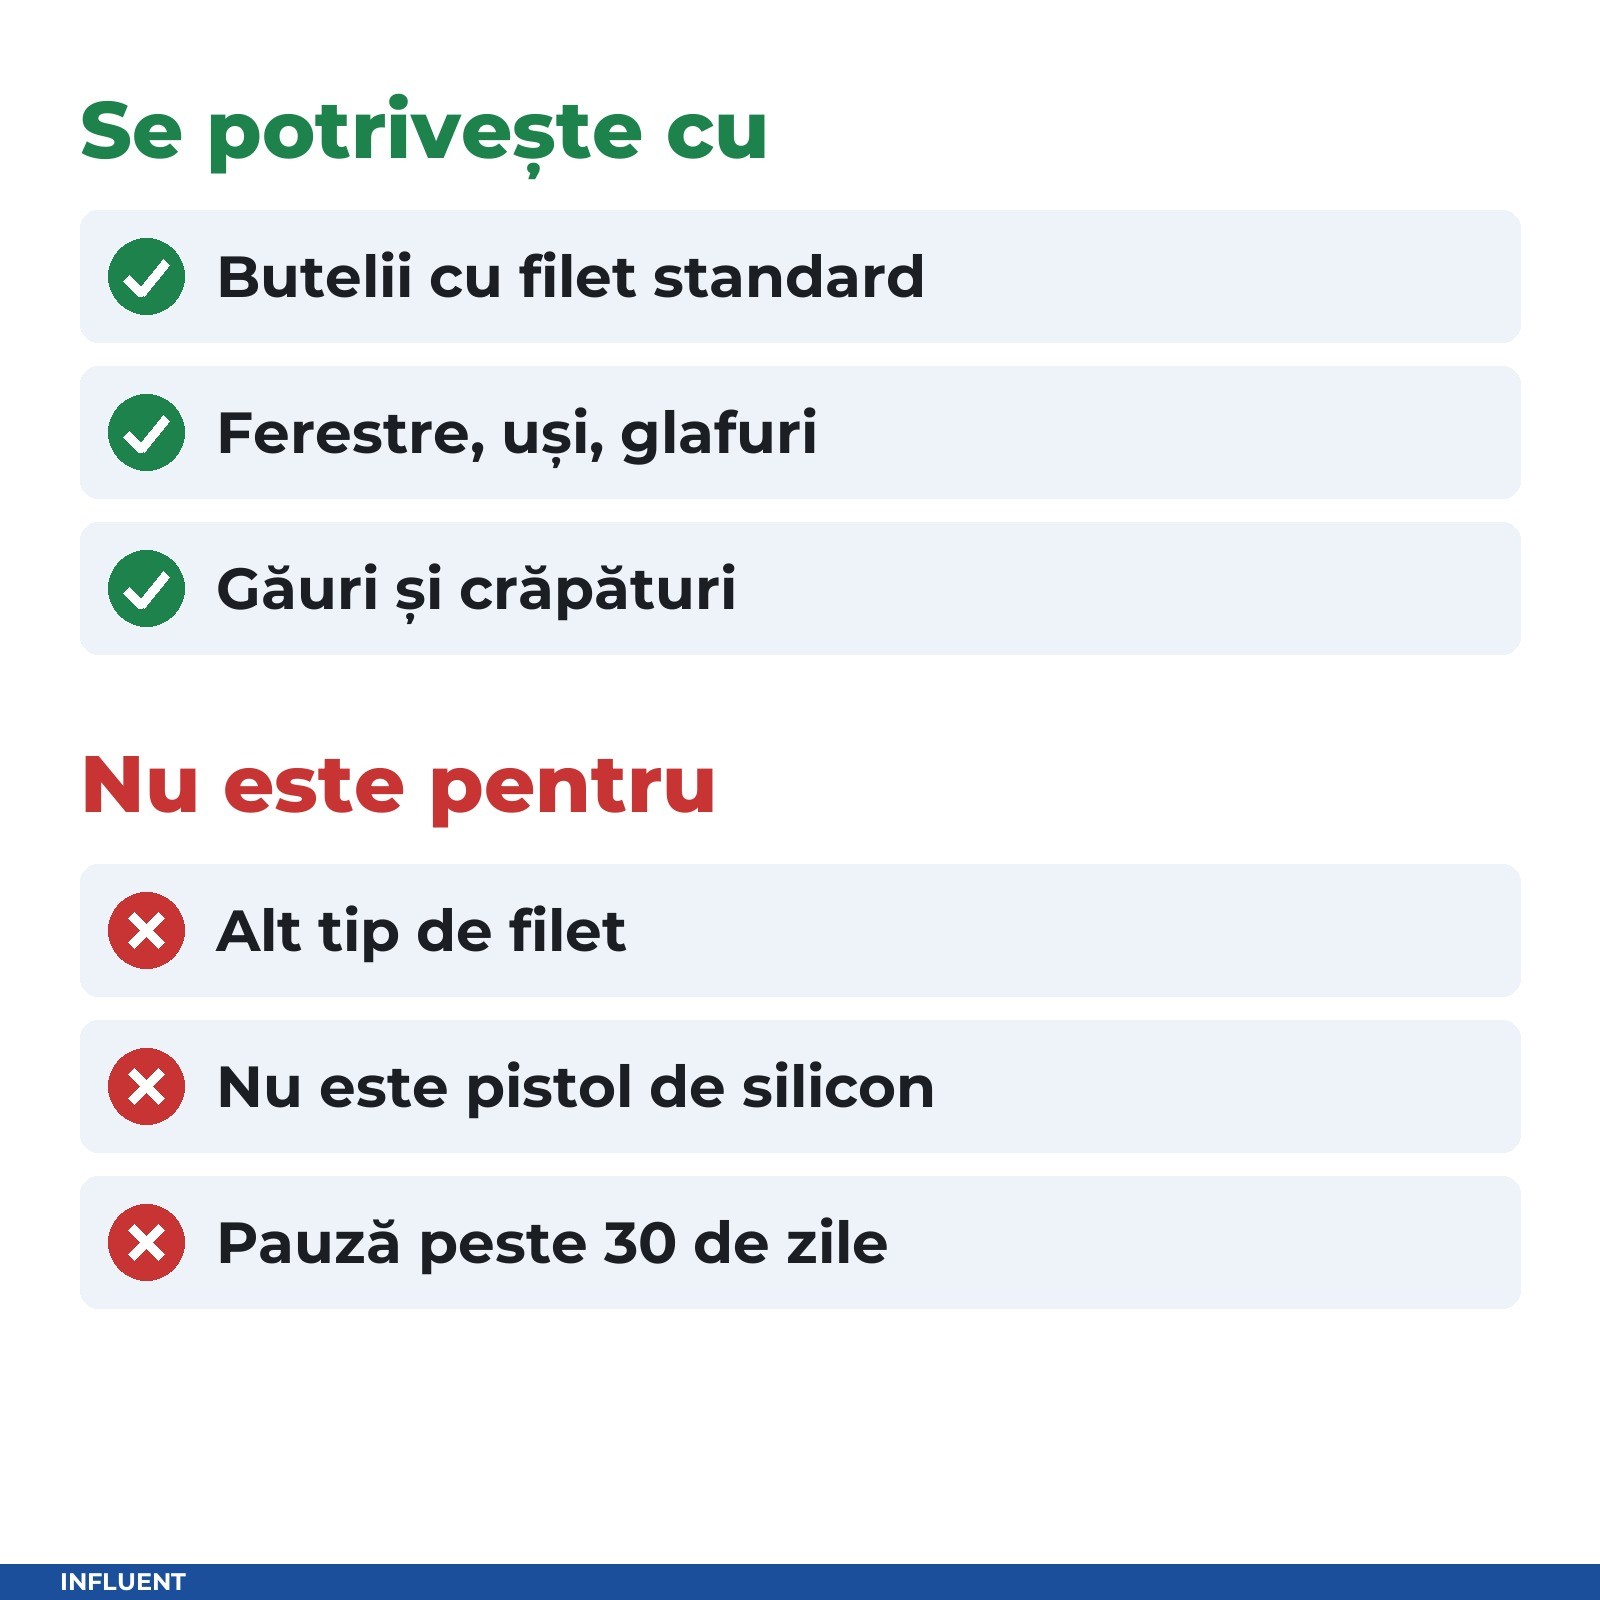 Se potrivește cu
Butelii cu filet standard
Ferestre, uși, glafuri
Găuri și crăpături
Nu este pentru
Alt tip de filet
Nu este pistol de silicon
Pauză peste 30 de zile
INFLUENT